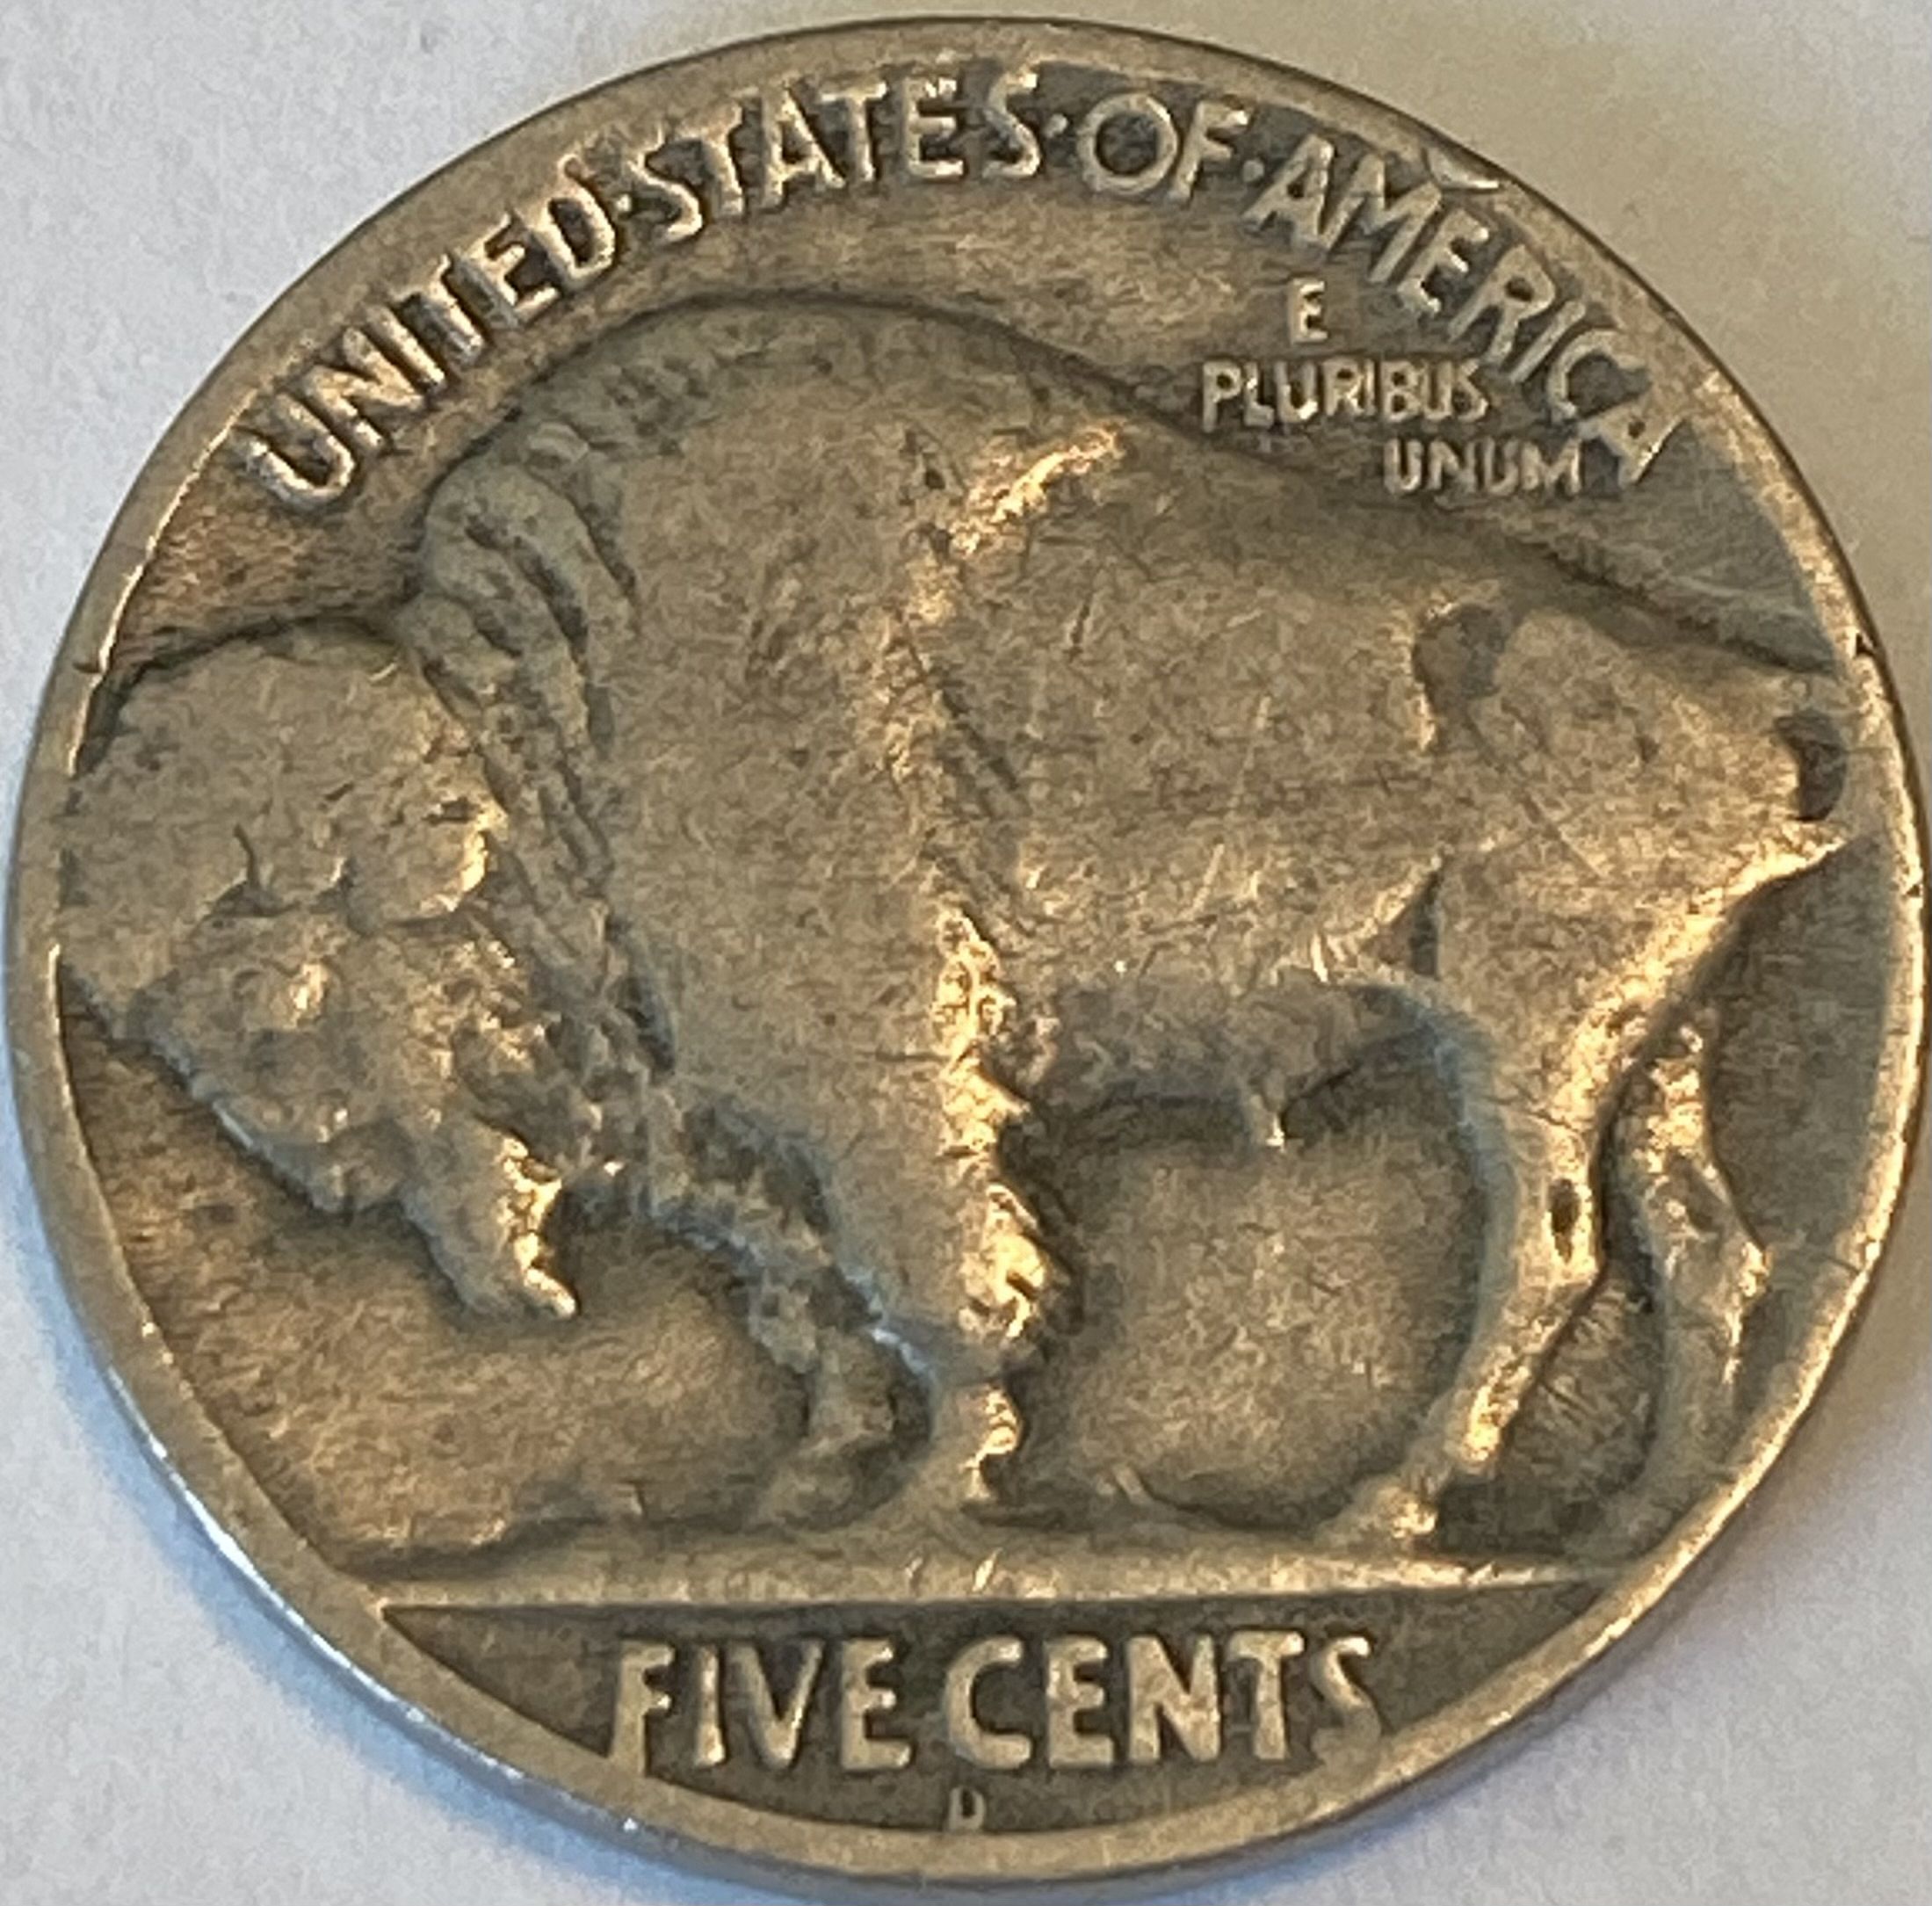 UNITED·STATES·OF·AMERICA
E
PLURIBUS
UNUM
FIVE CENTS
D